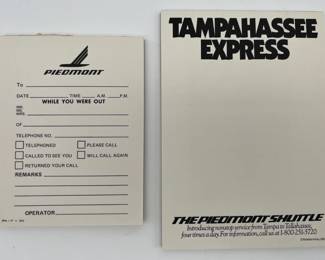 PIEDMONT
To
DATE TIME A.M. P.M.
WHILE YOU WERE OUT
OF
TELEPHONE NO.
TELEPHONED PLEASE CALL
CALLED TO SEE YOU WILL CALL AGAIN
RETURNED YOUR CALL
REMARKS
OPERATOR
TAMPAHASSEE
EXPRESS
THE PIEDMONT SHUTTLE
Introducing nonstop service from Tampa to Tallahassee,
four times a day. For information, call us at 1-800-251-5720